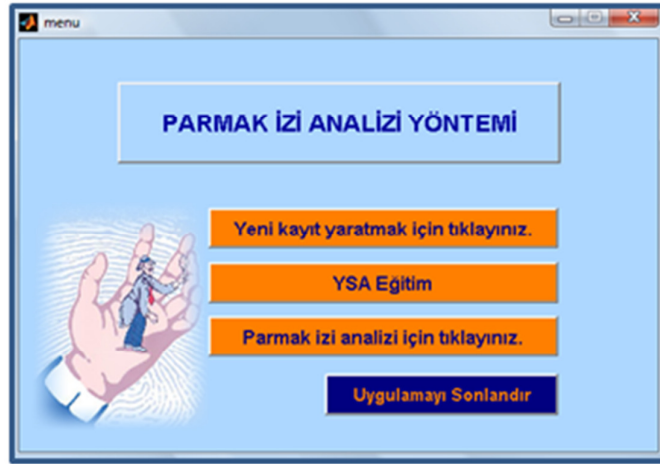 menu
PARMAK İZİ ANALİZİ YÖNTEMİ
Yeni kayıt yaratmak için tıklayınız.
YSA Eğitim
Parmak izi analizi için tıklayınız.
Uygulamayı Sonlandır